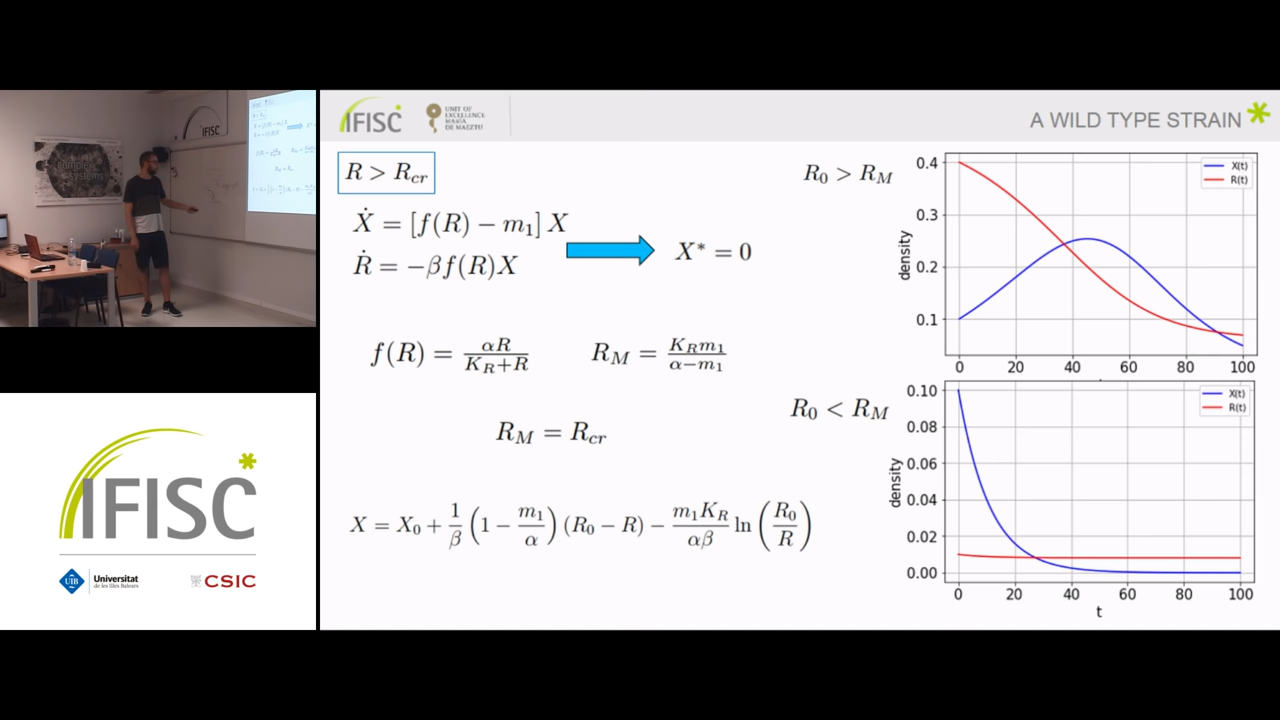 IFISC
UNIT OF
EXCELLENCE
MARÍA
DE MAEZTU
A WILD TYPE STRAIN
R > R_cr
Ẋ = [f(R) − m₁] X
Ṙ = −βf(R)X
X* = 0
f(R) = αR / (K_R + R)
R_M = K_R m₁ / (α − m₁)
R_M = R_cr
X = X₀ + 1/β (1 − m₁/α) (R₀ − R) − m₁K_R/αβ ln (R₀/R)
R₀ > R_M
0.4
0.3
0.2
0.1
density
X(t)
R(t)
0 20 40 60 80 100
R₀ < R_M
0.10
0.08
0.06
0.04
0.02
0.00
density
X(t)
R(t)
0 20 40 60 80 100
t
IFISC
complex
systems
IFISC
UIB
Universitat
de les Illes Balears
CSIC